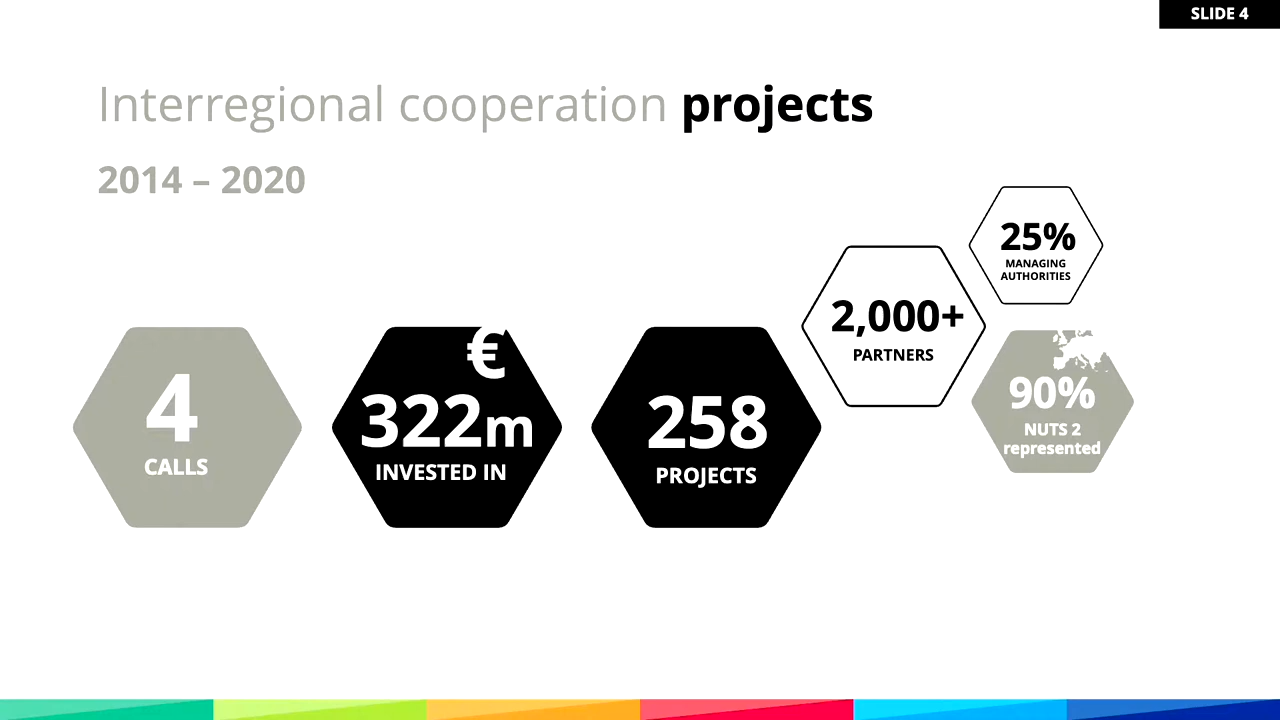 SLIDE 4
Interregional cooperation projects
2014 – 2020
4
CALLS
€
322m
INVESTED IN
258
PROJECTS
2,000+
PARTNERS
25%
MANAGING
AUTHORITIES
90%
NUTS 2
represented